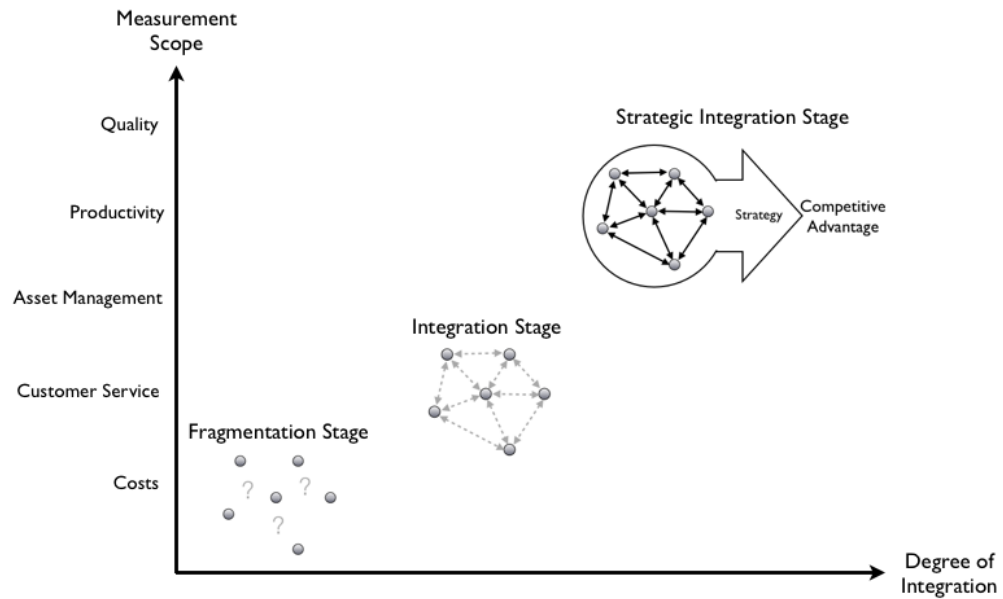 Measurement
Scope
Quality
Strategic Integration Stage
Productivity
Strategy
Competitive
Advantage
Asset Management
Integration Stage
Customer Service
Fragmentation Stage
Costs
?
?
?
Degree of
Integration